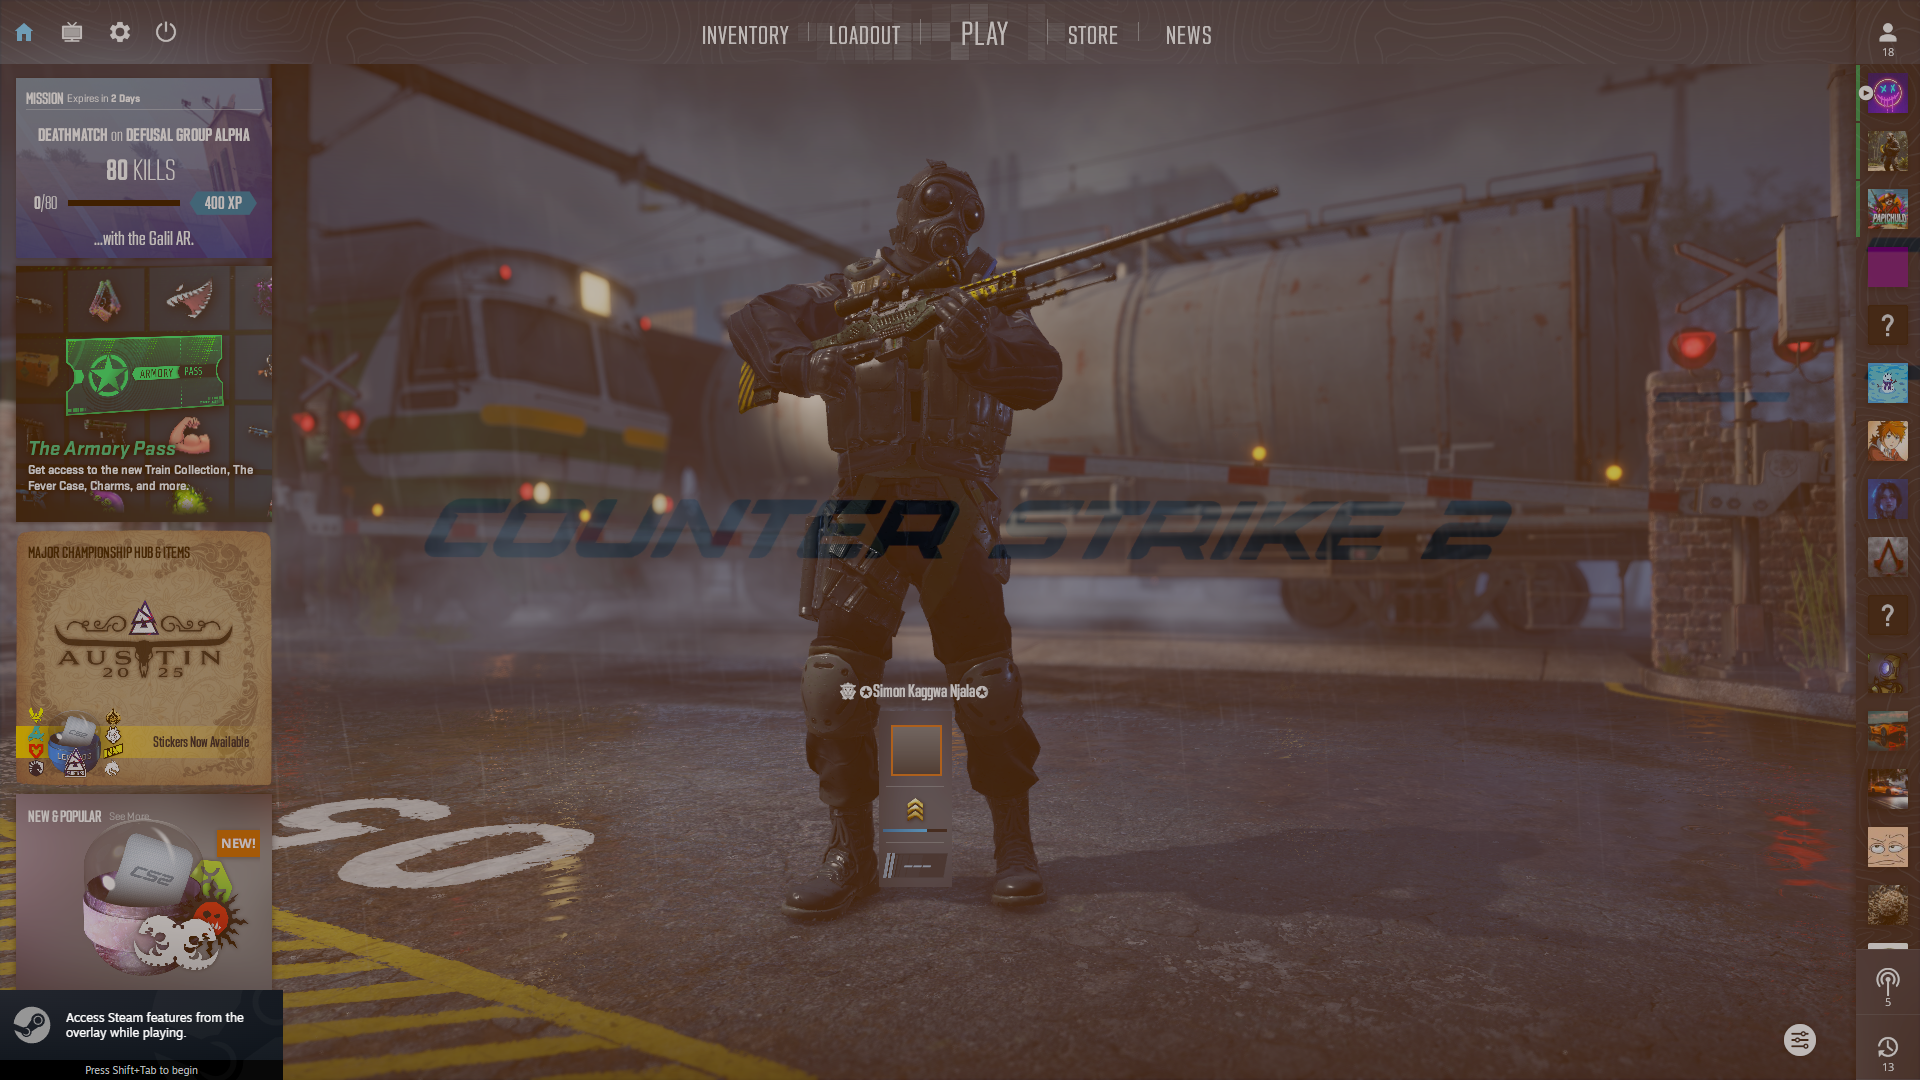 INVENTORY
LOADOUT
PLAY
STORE
NEWS
18
MISSION Expires in 2 Days
DEATHMATCH on DEFUSAL GROUP ALPHA
80 KILLS
0/80
400 XP
...with the Galil AR.
ARMORY PASS
The Armory Pass
Get access to the new Train Collection, The
Fever Case, Charms, and more.
MAJOR CHAMPIONSHIP HUB & ITEMS
AUSTIN
2025
CS2
Stickers Now Available
NEW & POPULAR See More
NEW!
CS2
COUNTER STRIKE 2
✪Simon Kaggwa Njala✪
---
PAPICHULO
?
?
5
13
Access Steam features from the
overlay while playing.
Press Shift+Tab to begin